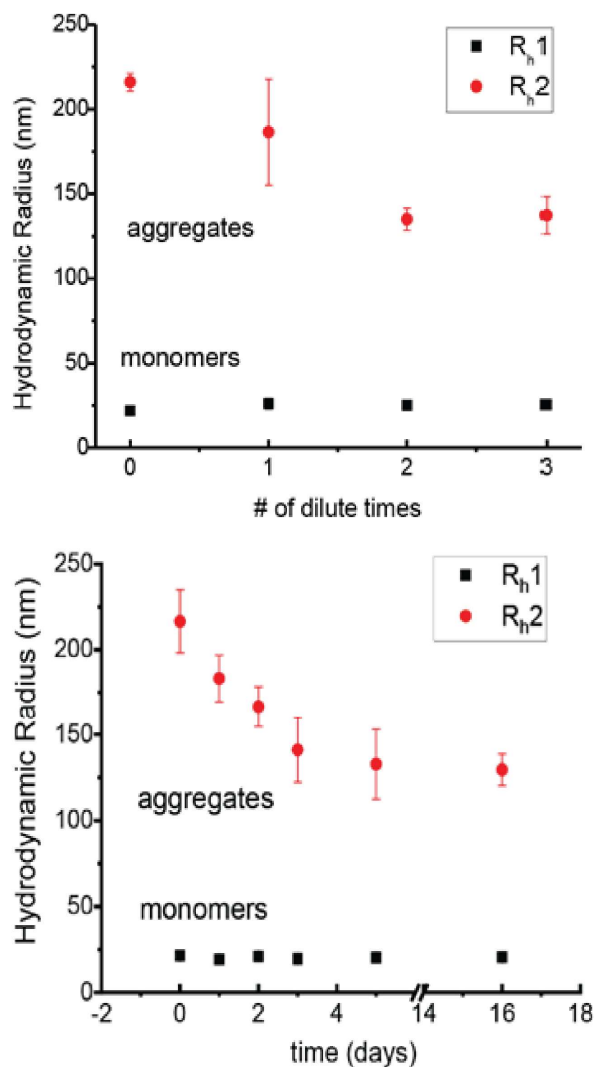 250
200
150
100
50
0
Hydrodynamic Radius (nm)
Rh1
Rh2
aggregates
monomers
0 1 2 3
# of dilute times
250
200
150
100
50
0
Hydrodynamic Radius (nm)
Rh1
Rh2
aggregates
monomers
-2 0 2 4 14 16 18
time (days)